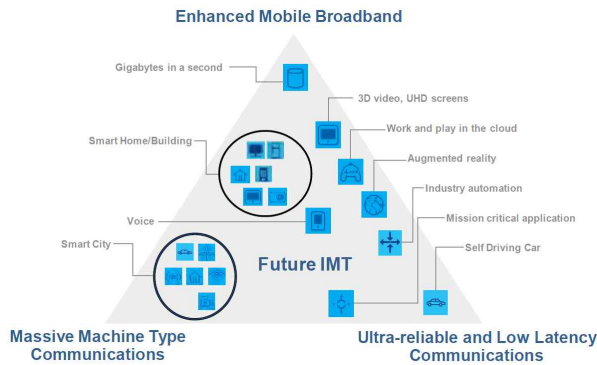 Enhanced Mobile Broadband
Gigabytes in a second
3D video, UHD screens
Work and play in the cloud
Smart Home/Building
Augmented reality
Industry automation
Voice
Mission critical application
Smart City
Self Driving Car
Future IMT
Massive Machine Type
Communications
Ultra-reliable and Low Latency
Communications